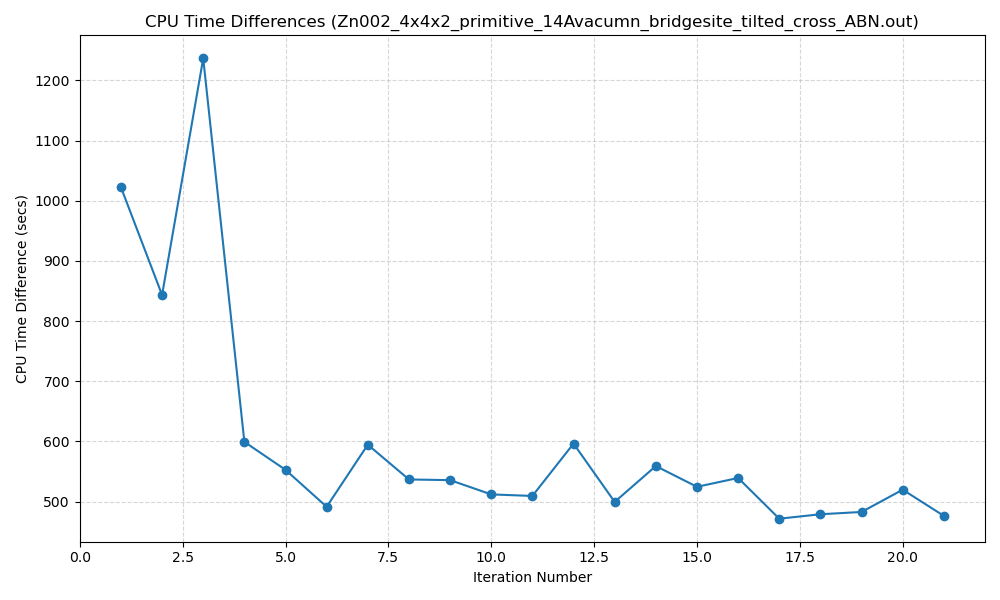 CPU Time Differences (Zn002_4x4x2_primitive_14Avacumn_bridgesite_tilted_cross_ABN.out)
CPU Time Difference (secs)
1200
1100
1000
900
800
700
600
500
0.0 2.5 5.0 7.5 10.0 12.5 15.0 17.5 20.0
Iteration Number